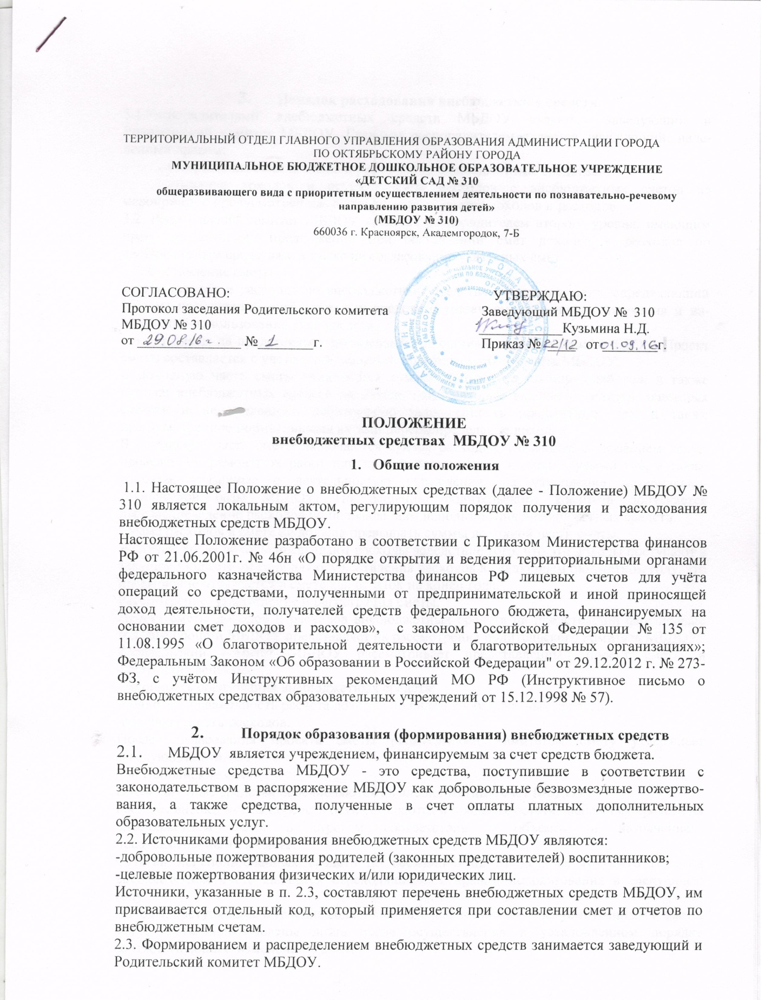 ТЕРРИТОРИАЛЬНЫЙ ОТДЕЛ ГЛАВНОГО УПРАВЛЕНИЯ ОБРАЗОВАНИЯ АДМИНИСТРАЦИИ ГОРОДА
ПО ОКТЯБРЬСКОМУ РАЙОНУ ГОРОДА
МУНИЦИПАЛЬНОЕ БЮДЖЕТНОЕ ДОШКОЛЬНОЕ ОБРАЗОВАТЕЛЬНОЕ УЧРЕЖДЕНИЕ
«ДЕТСКИЙ САД № 310
общеразвивающего вида с приоритетным осуществлением деятельности по познавательно-речевому
направлению развития детей»
(МБДОУ № 310)
660036 г. Красноярск, Академгородок, 7-Б
СОГЛАСОВАНО:
Протокол заседания Родительского комитета
МБДОУ № 310
от 29.08.16г. № 1 г.
УТВЕРЖДАЮ:
Заведующий МБДОУ № 310
Кузьмина Н.Д.
Приказ № 22/12 от 01.09.16 г.
ПОЛОЖЕНИЕ
внебюджетных средствах МБДОУ № 310
1. Общие положения
1.1. Настоящее Положение о внебюджетных средствах (далее - Положение) МБДОУ №
310 является локальным актом, регулирующим порядок получения и расходования
внебюджетных средств МБДОУ.
Настоящее Положение разработано в соответствии с Приказом Министерства финансов
РФ от 21.06.2001г. № 46н «О порядке открытия и ведения территориальными органами
федерального казначейства Министерства финансов РФ лицевых счетов для учёта
операций со средствами, полученными от предпринимательской и иной приносящей
доход деятельности, получателей средств федерального бюджета, финансируемых на
основании смет доходов и расходов», с законом Российской Федерации № 135 от
11.08.1995 «О благотворительной деятельности и благотворительных организациях»;
Федеральным Законом «Об образовании в Российской Федерации" от 29.12.2012 г. № 273-
ФЗ, с учётом Инструктивных рекомендаций МО РФ (Инструктивное письмо о
внебюджетных средствах образовательных учреждений от 15.12.1998 № 57).
2. Порядок образования (формирования) внебюджетных средств
2.1. МБДОУ является учреждением, финансируемым за счет средств бюджета.
Внебюджетные средства МБДОУ - это средства, поступившие в соответствии с
законодательством в распоряжение МБДОУ как добровольные безвозмездные пожертво-
вания, а также средства, полученные в счет оплаты платных дополнительных
образовательных услуг.
2.2. Источниками формирования внебюджетных средств МБДОУ являются:
-добровольные пожертвования родителей (законных представителей) воспитанников;
-целевые пожертвования физических и/или юридических лиц.
Источники, указанные в п. 2.3, составляют перечень внебюджетных средств МБДОУ, им
присваивается отдельный код, который применяется при составлении смет и отчетов по
внебюджетным счетам.
2.3. Формированием и распределением внебюджетных средств занимается заведующий и
Родительский комитет МБДОУ.